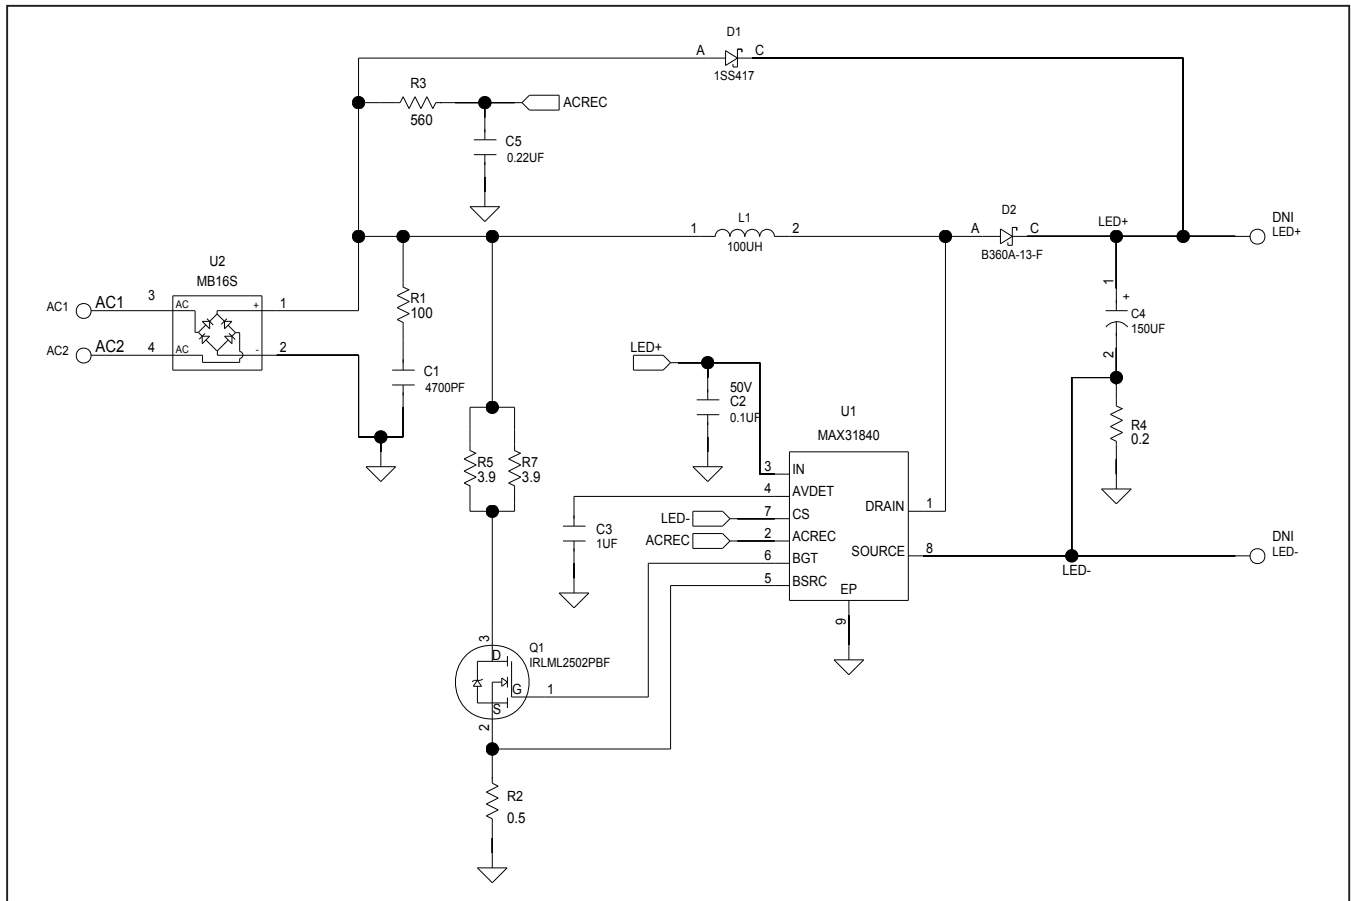 D1
A C
1SS417
R3
560
ACREC
C5
0.22UF
L1
1 2
100UH
D2
A C
B360A-13-F
LED+
DNI
LED+
U2
MB16S
AC1 AC1 3 AC + 1
AC2 AC2 4 AC - 2
R1
100
C1
4700PF
1
+
C4
150UF
2
R4
0.2
LED+
50V
C2
0.1UF
U1
MAX31840
R5
3.9
R7
3.9
3 IN
4 AVDET
LED- 7 CS
ACREC 2 ACREC
6 BGT
5 BSRC
DRAIN 1
SOURCE 8
EP
9
C3
1UF
LED-
DNI
LED-
3
D
Q1
IRLML2502PBF
G 1
S
2
R2
0.5